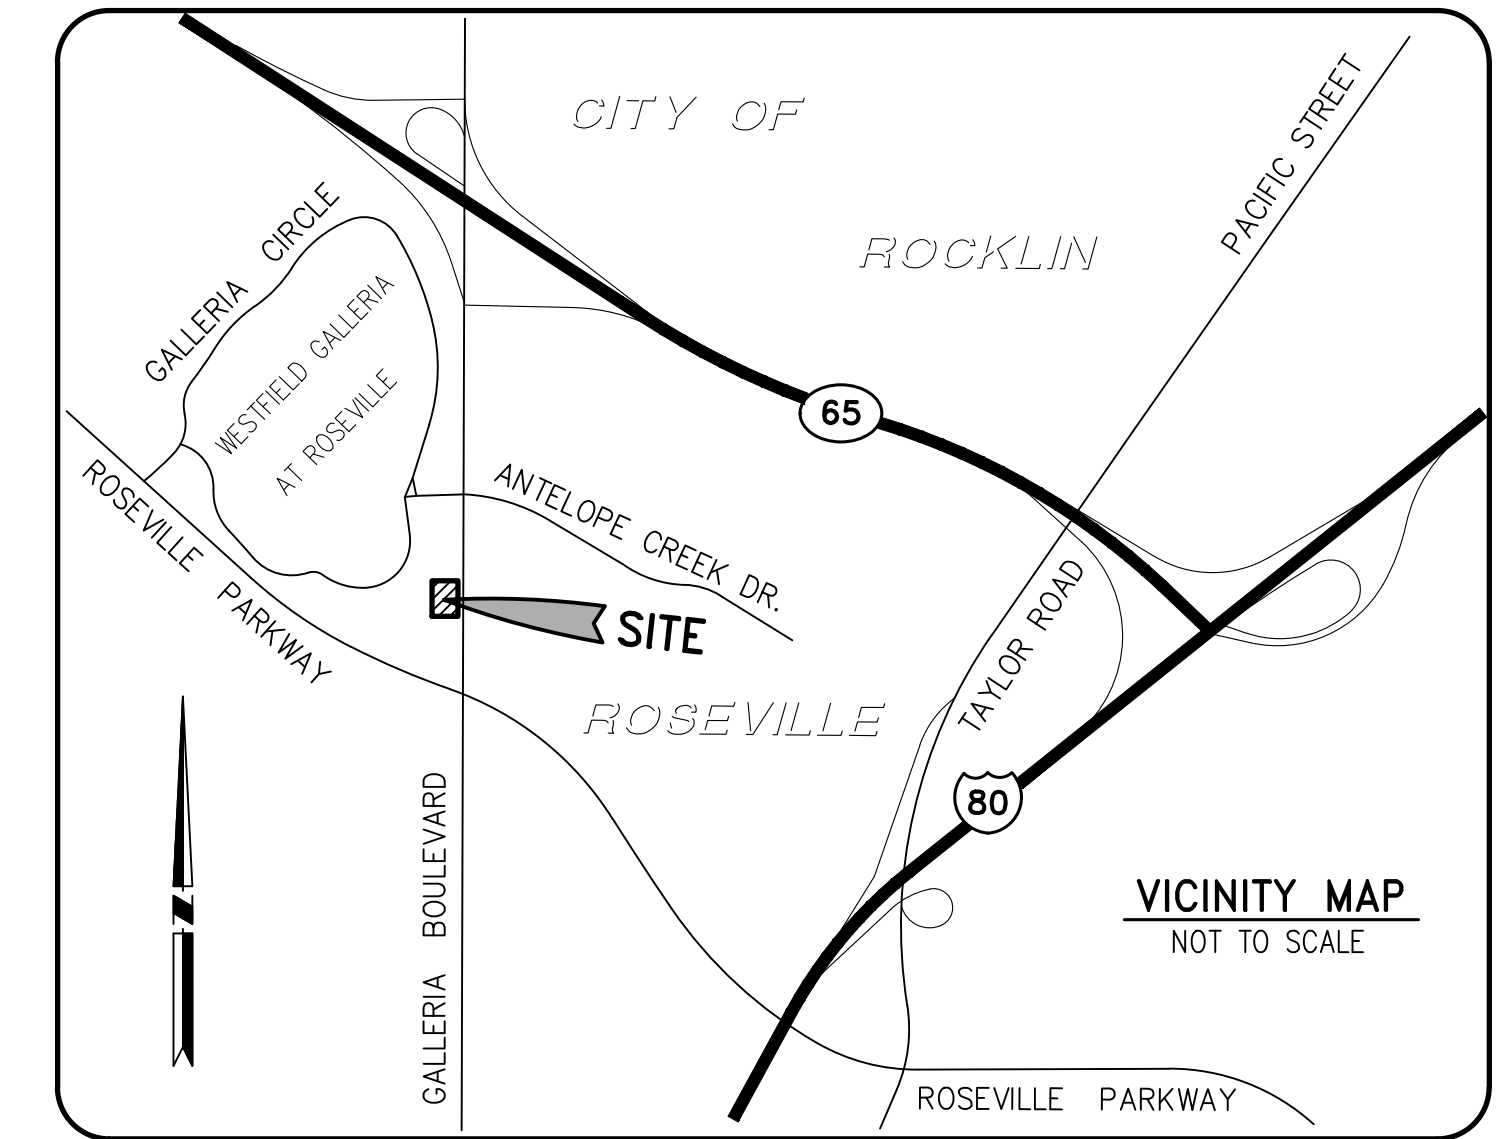 CITY OF
ROCKLIN
PACIFIC STREET
GALLERIA CIRCLE
WESTFIELD GALLERIA
AT ROSEVILLE
65
ROSEVILLE PARKWAY
ANTELOPE CREEK DR.
SITE
TAYLOR ROAD
ROSEVILLE
80
GALLERIA BOULEVARD
VICINITY MAP
NOT TO SCALE
ROSEVILLE PARKWAY